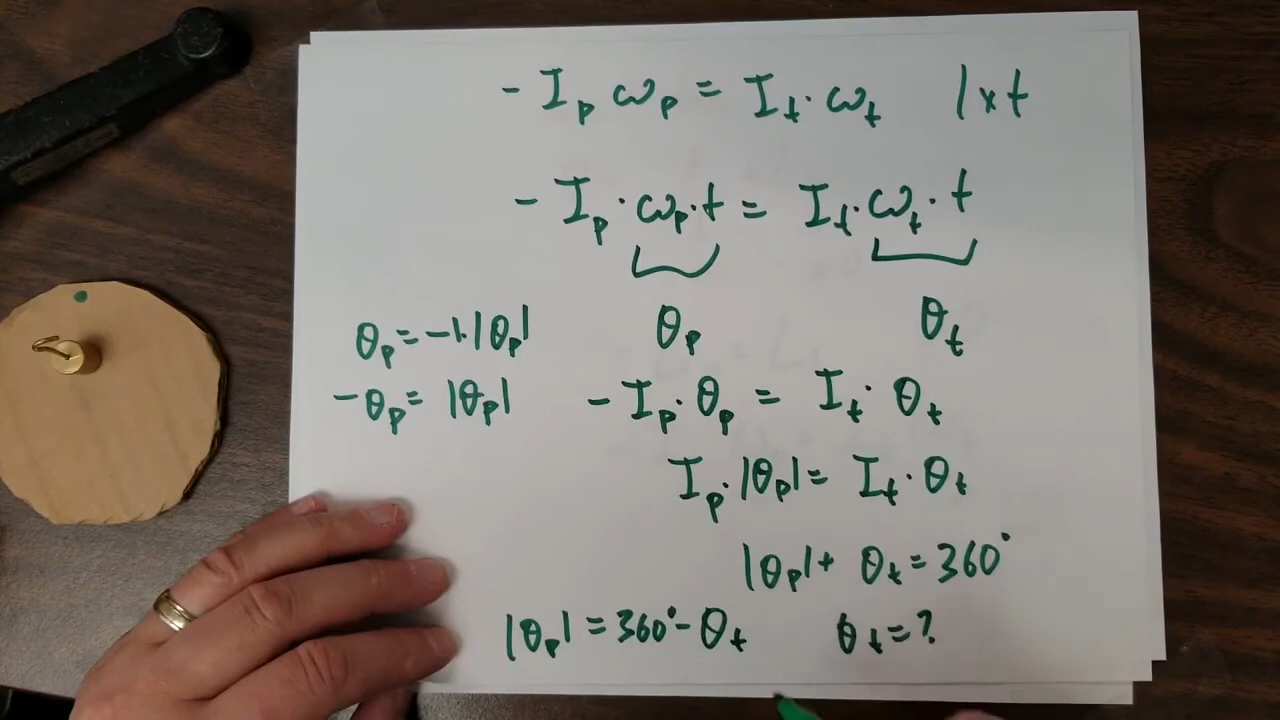 - I_p ω_p = I_t · ω_t |×t
- I_p · ω_p · t = I_t · ω_t · t
θ_p θ_t
θ_p = -1·|θ_p|
-θ_p = |θ_p|
- I_p · θ_p = I_t · θ_t
I_p · |θ_p| = I_t · θ_t
|θ_p| + θ_t = 360°
|θ_p| = 360° - θ_t θ_t = ?